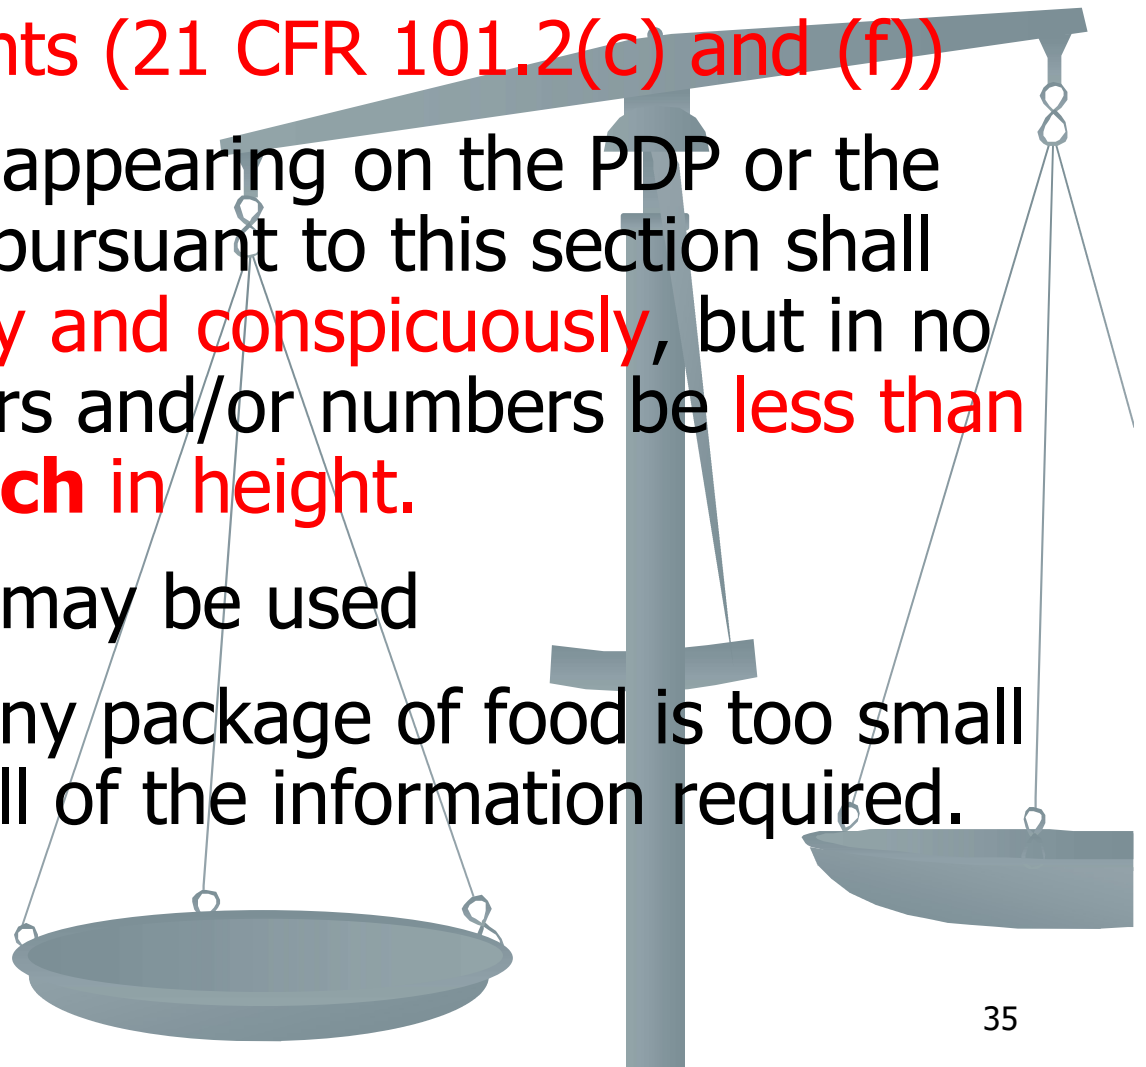 nts (21 CFR 101.2(c) and (f))
appearing on the PDP or the
pursuant to this section shall
y and conspicuously, but in no
rs and/or numbers be less than
ch in height.
may be used
ny package of food is too small
ll of the information required.
35